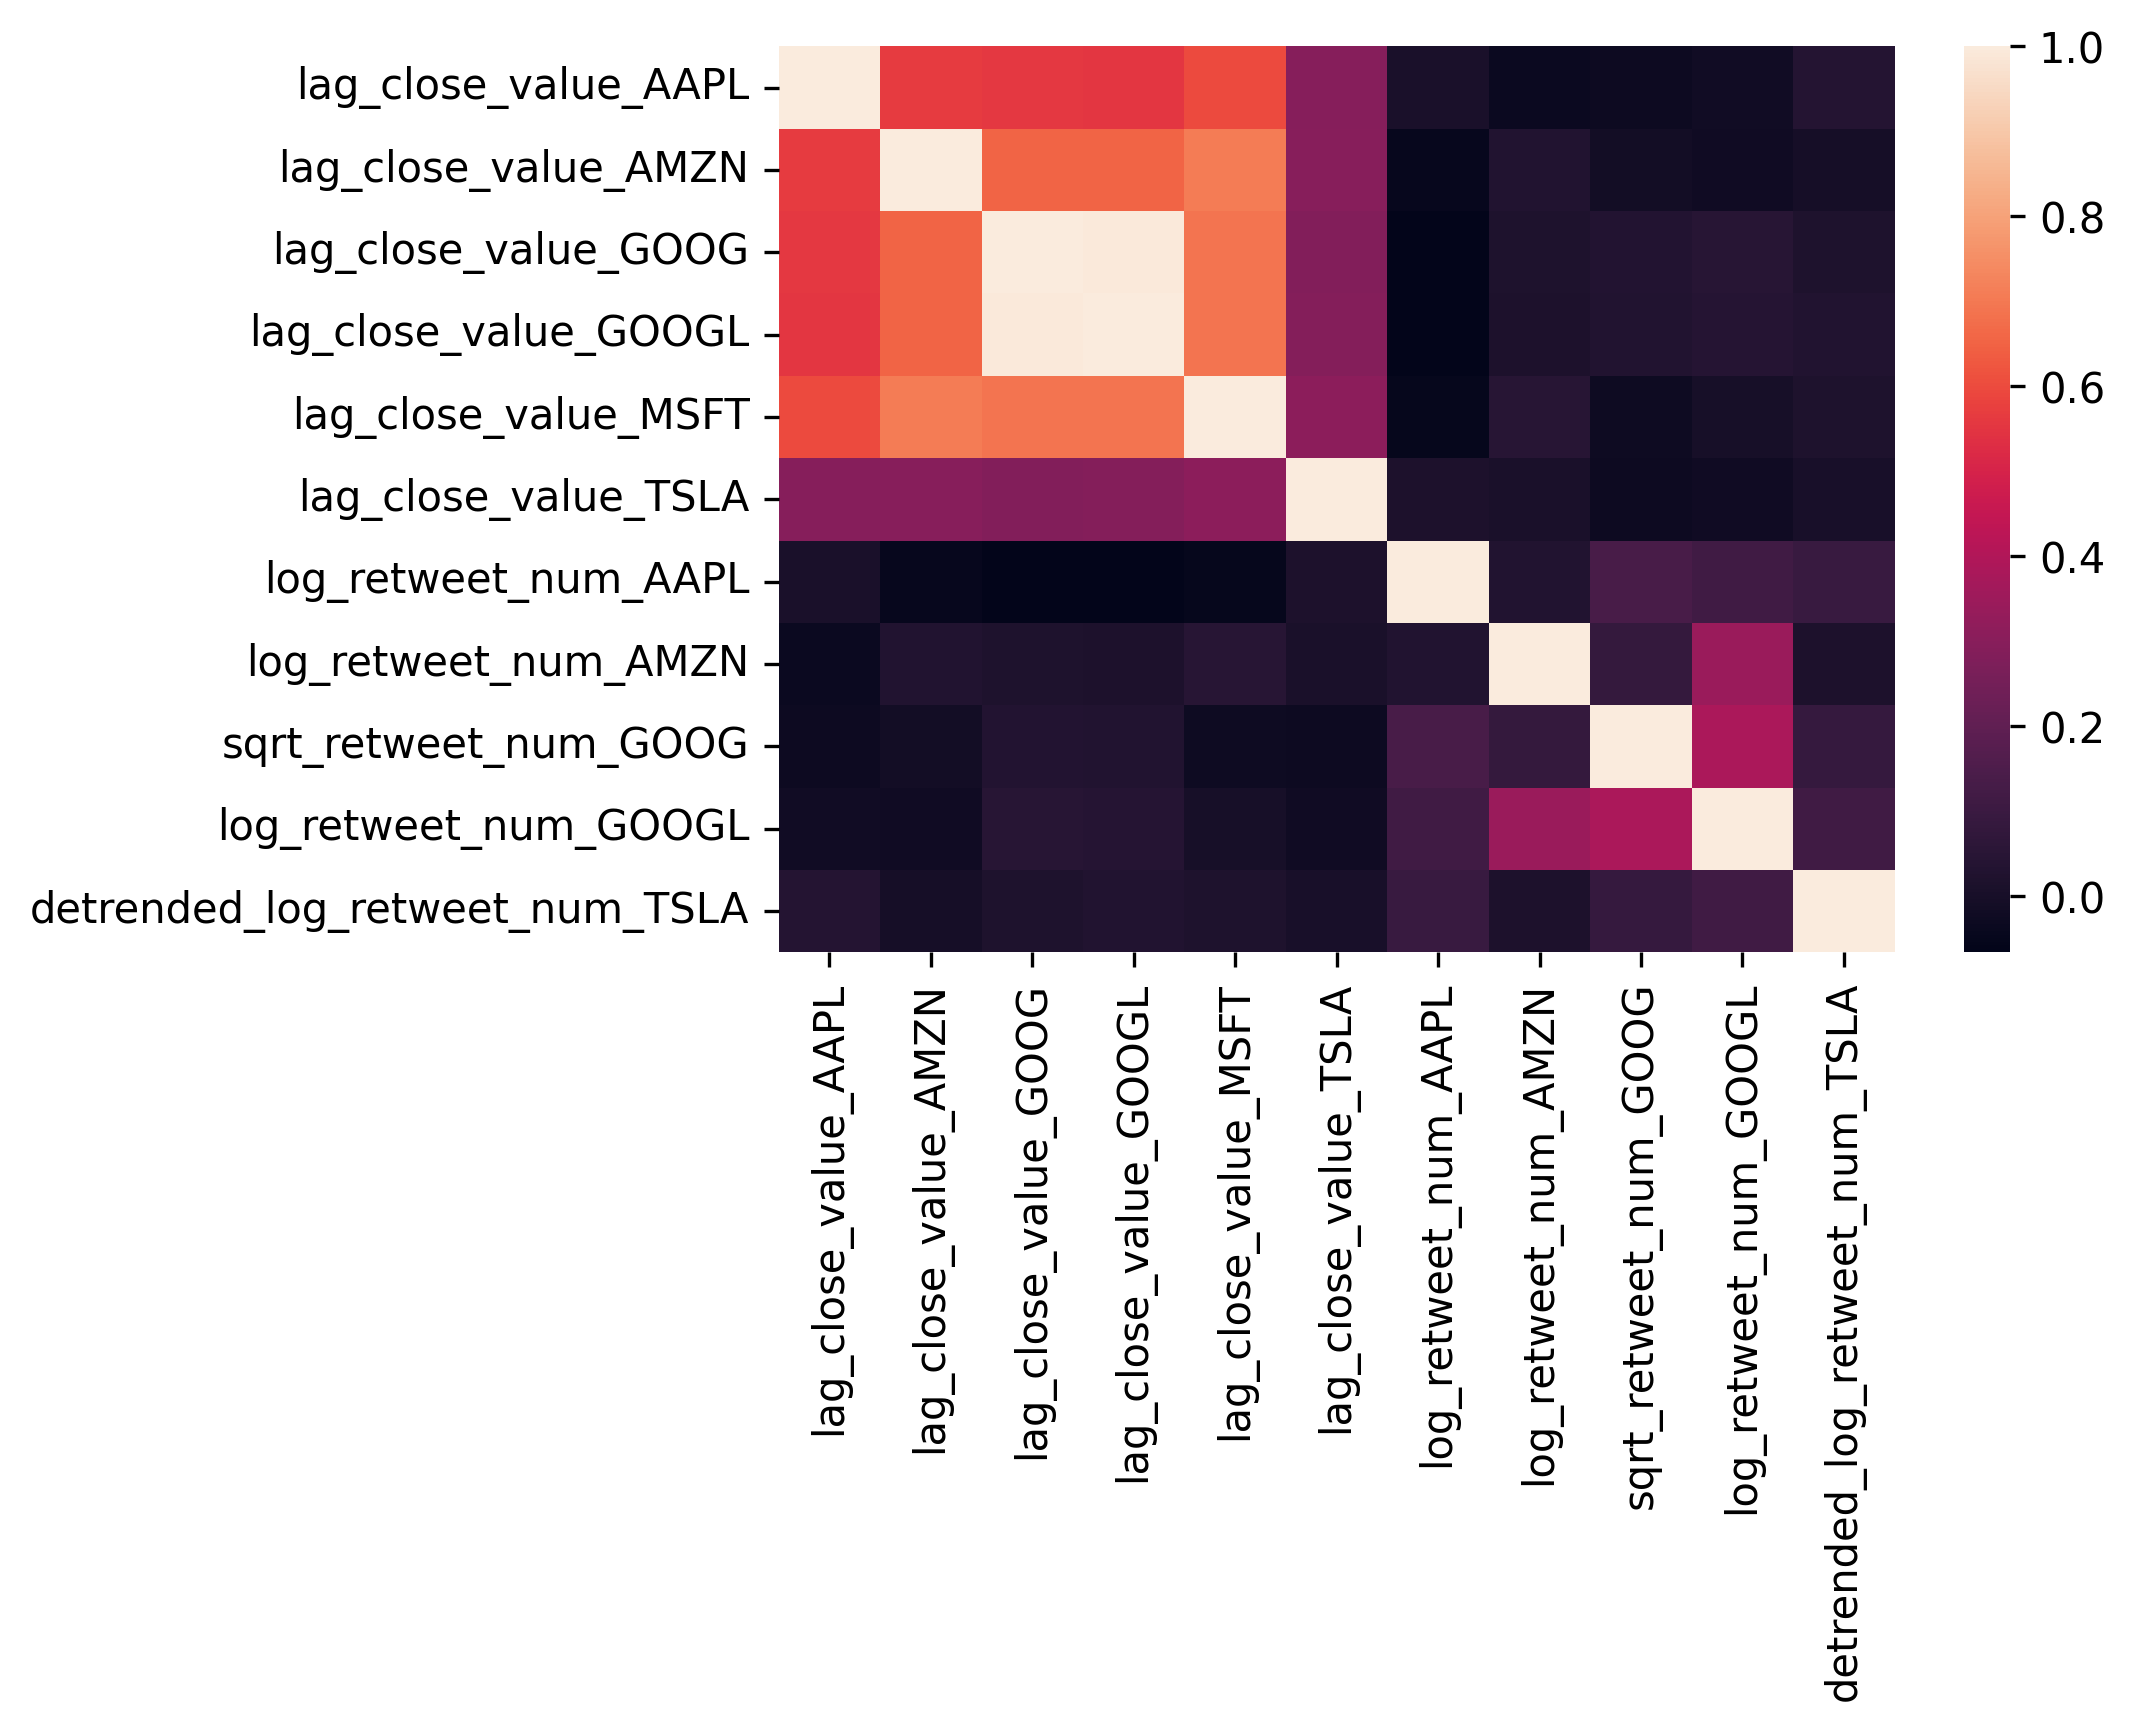 lag_close_value_AAPL
lag_close_value_AMZN
lag_close_value_GOOG
lag_close_value_GOOGL
lag_close_value_MSFT
lag_close_value_TSLA
log_retweet_num_AAPL
log_retweet_num_AMZN
sqrt_retweet_num_GOOG
log_retweet_num_GOOGL
detrended_log_retweet_num_TSLA
lag_close_value_AAPL
lag_close_value_AMZN
lag_close_value_GOOG
lag_close_value_GOOGL
lag_close_value_MSFT
lag_close_value_TSLA
log_retweet_num_AAPL
log_retweet_num_AMZN
sqrt_retweet_num_GOOG
log_retweet_num_GOOGL
detrended_log_retweet_num_TSLA
1.0
0.8
0.6
0.4
0.2
0.0